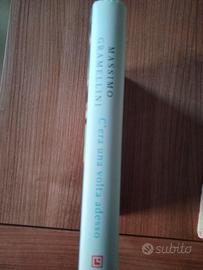 MASSIMO
GRAMELLINI
C'era una volta adesso
subito